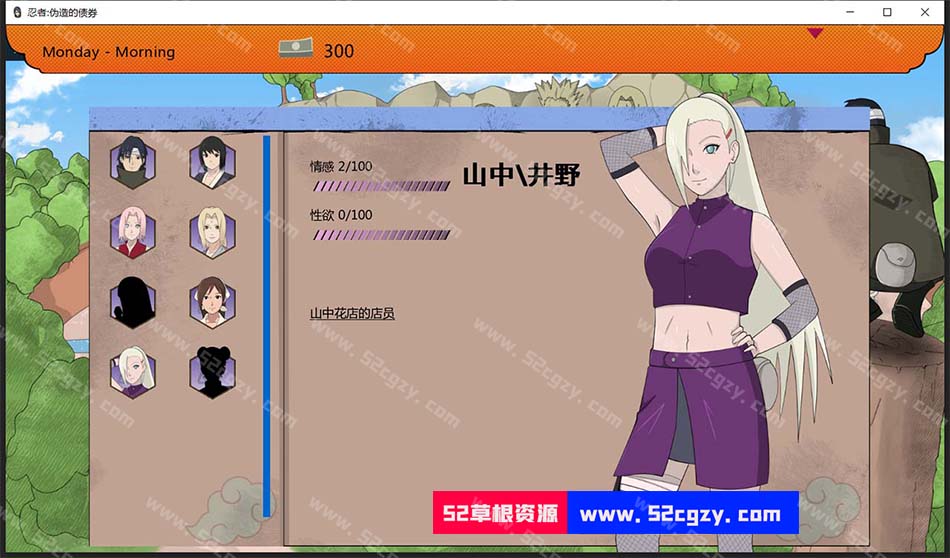 忍者:伪造的债券
Monday - Morning
300
情感 2/100
山中\井野
性欲 0/100
山中花店的店员
52草根资源 www.52cgzy.com